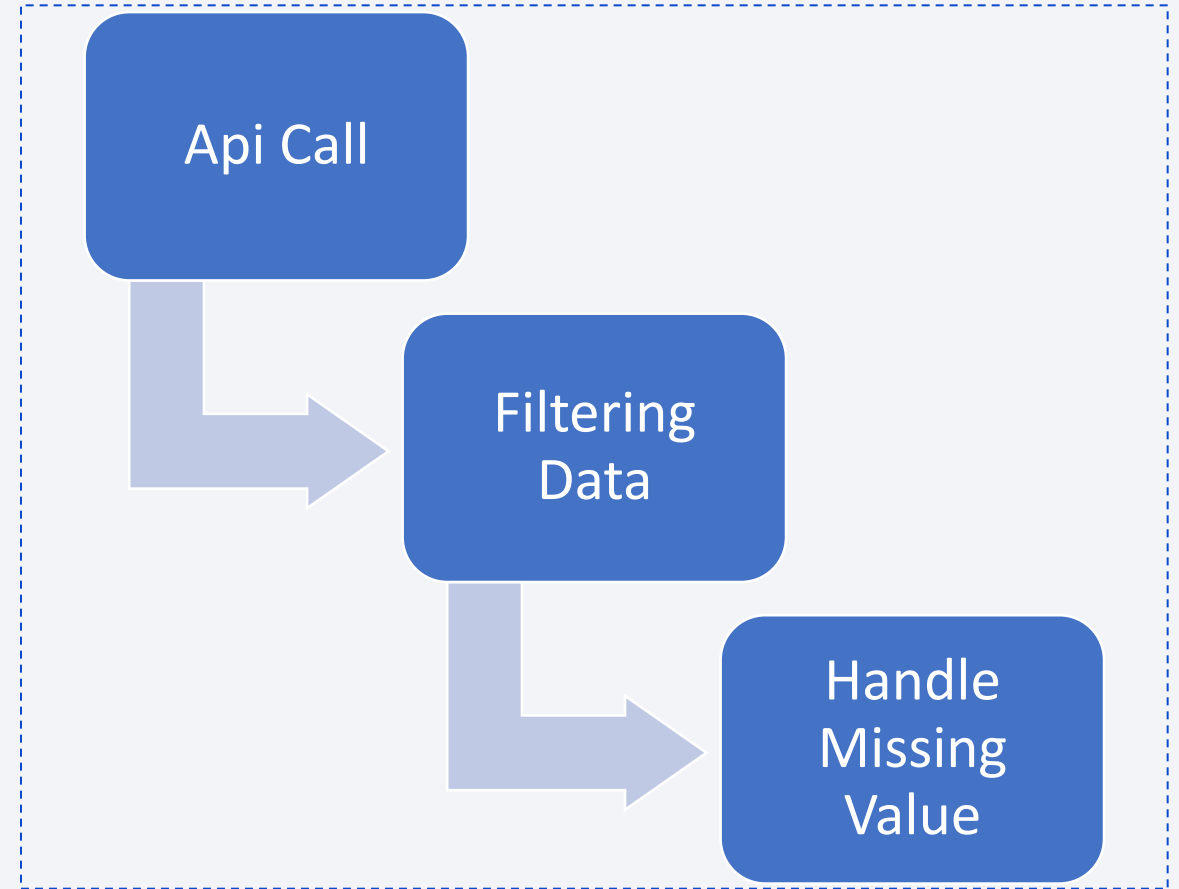 Api Call
Filtering
Data
Handle
Missing
Value